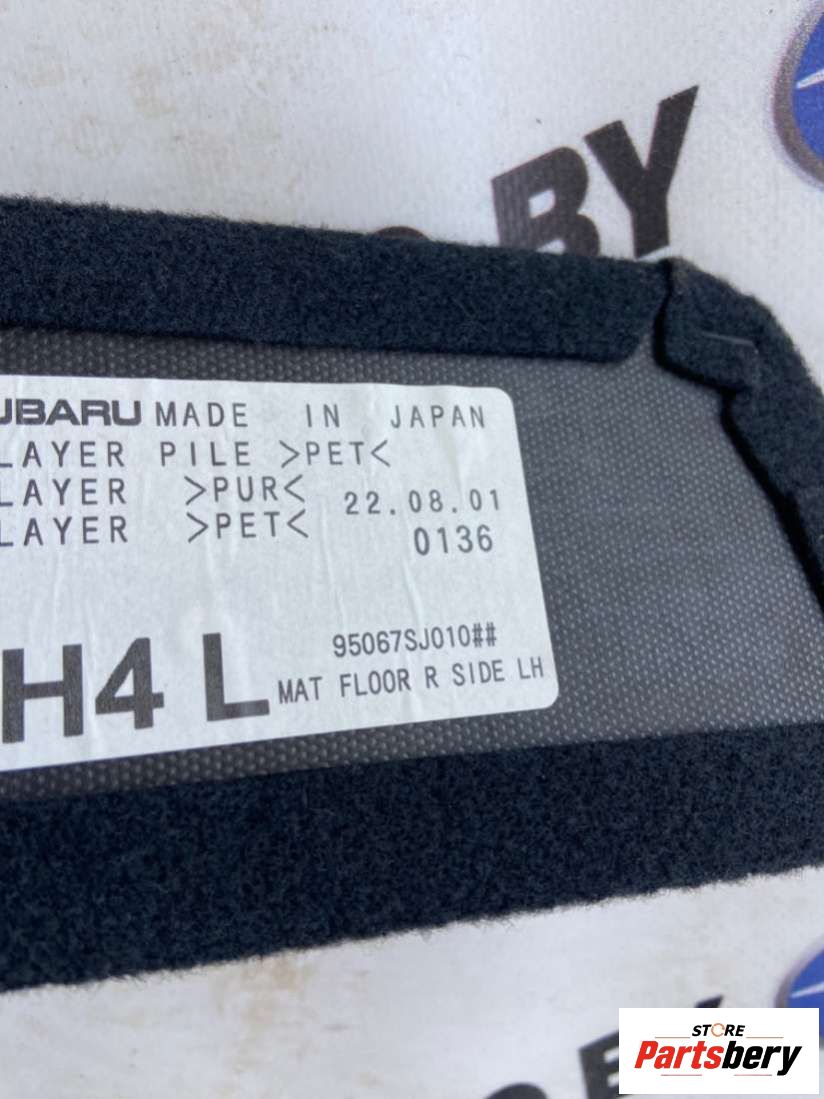 BY
UBARU MADE IN JAPAN
LAYER PILE >PET<
LAYER >PUR<
22.08.01
LAYER >PET<
0136
95067SJ010##
H4 L
MAT FLOOR R SIDE LH
STORE
Partsbery